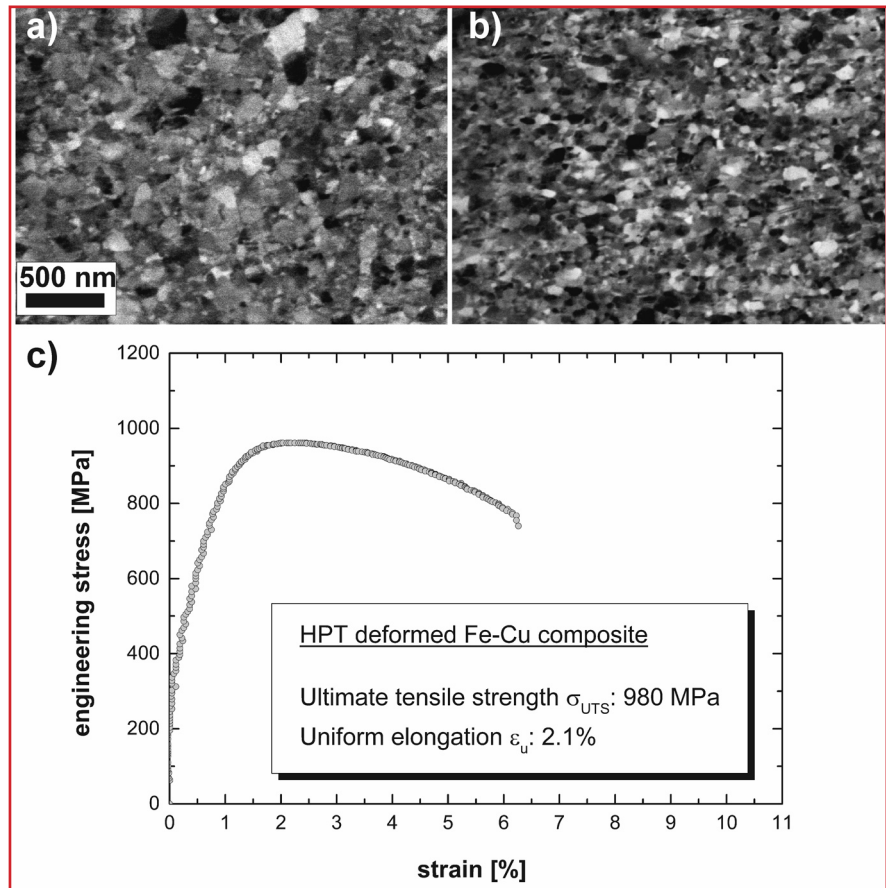 a)
b)
500 nm
c)
1200
1000
800
600
400
200
0
engineering stress [MPa]
HPT deformed Fe-Cu composite
Ultimate tensile strength σUTS: 980 MPa
Uniform elongation εu: 2.1%
0 1 2 3 4 5 6 7 8 9 10 11
strain [%]